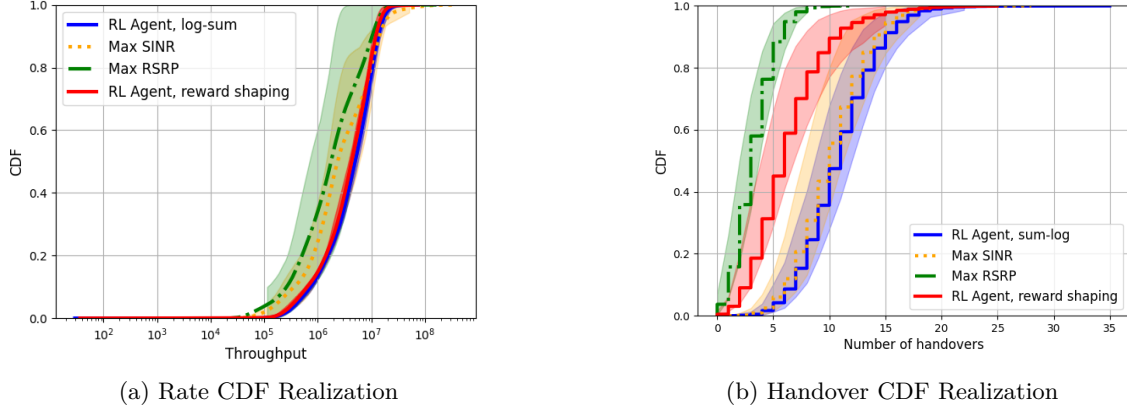 1.0
0.8
0.6
0.4
0.2
0.0
CDF
RL Agent, log-sum
Max SINR
Max RSRP
RL Agent, reward shaping
10^2 10^3 10^4 10^5 10^6 10^7 10^8
Throughput
(a) Rate CDF Realization
1.0
0.8
0.6
0.4
0.2
0.0
CDF
RL Agent, sum-log
Max SINR
Max RSRP
RL Agent, reward shaping
0 5 10 15 20 25 30 35
Number of handovers
(b) Handover CDF Realization